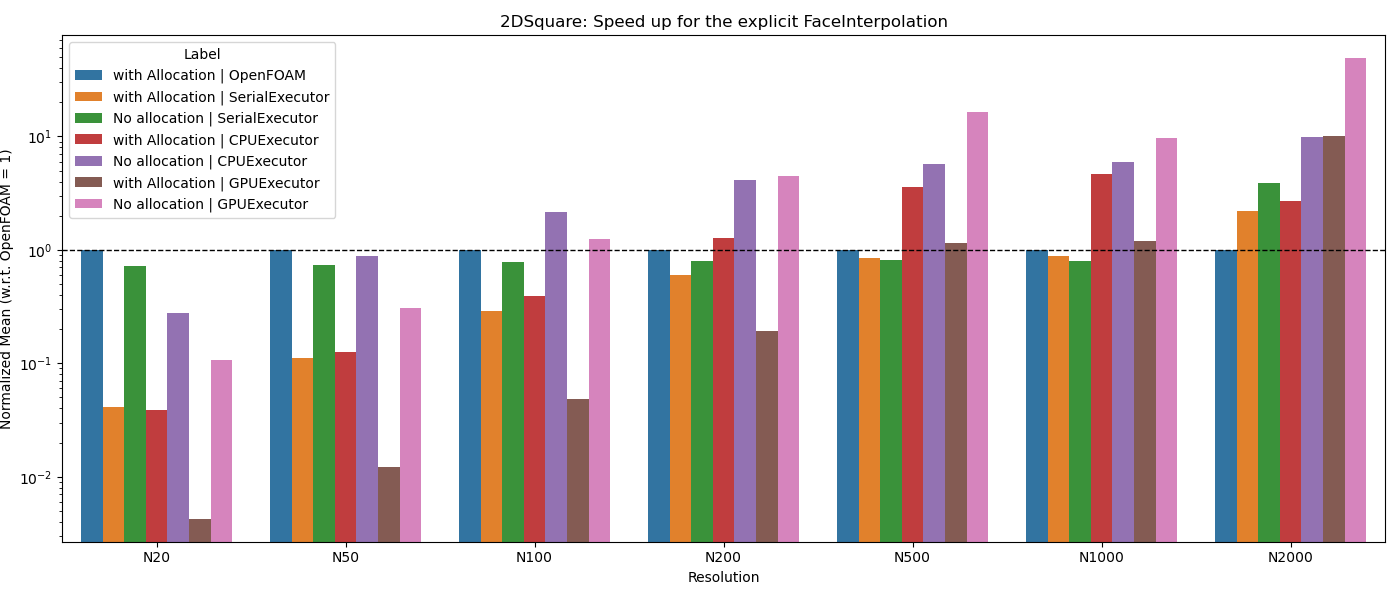 2DSquare: Speed up for the explicit FaceInterpolation
Label
with Allocation | OpenFOAM
with Allocation | SerialExecutor
No allocation | SerialExecutor
with Allocation | CPUExecutor
No allocation | CPUExecutor
with Allocation | GPUExecutor
No allocation | GPUExecutor
Normalized Mean (w.r.t. OpenFOAM = 1)
10¹
10⁰
10⁻¹
10⁻²
N20 N50 N100 N200 N500 N1000 N2000
Resolution